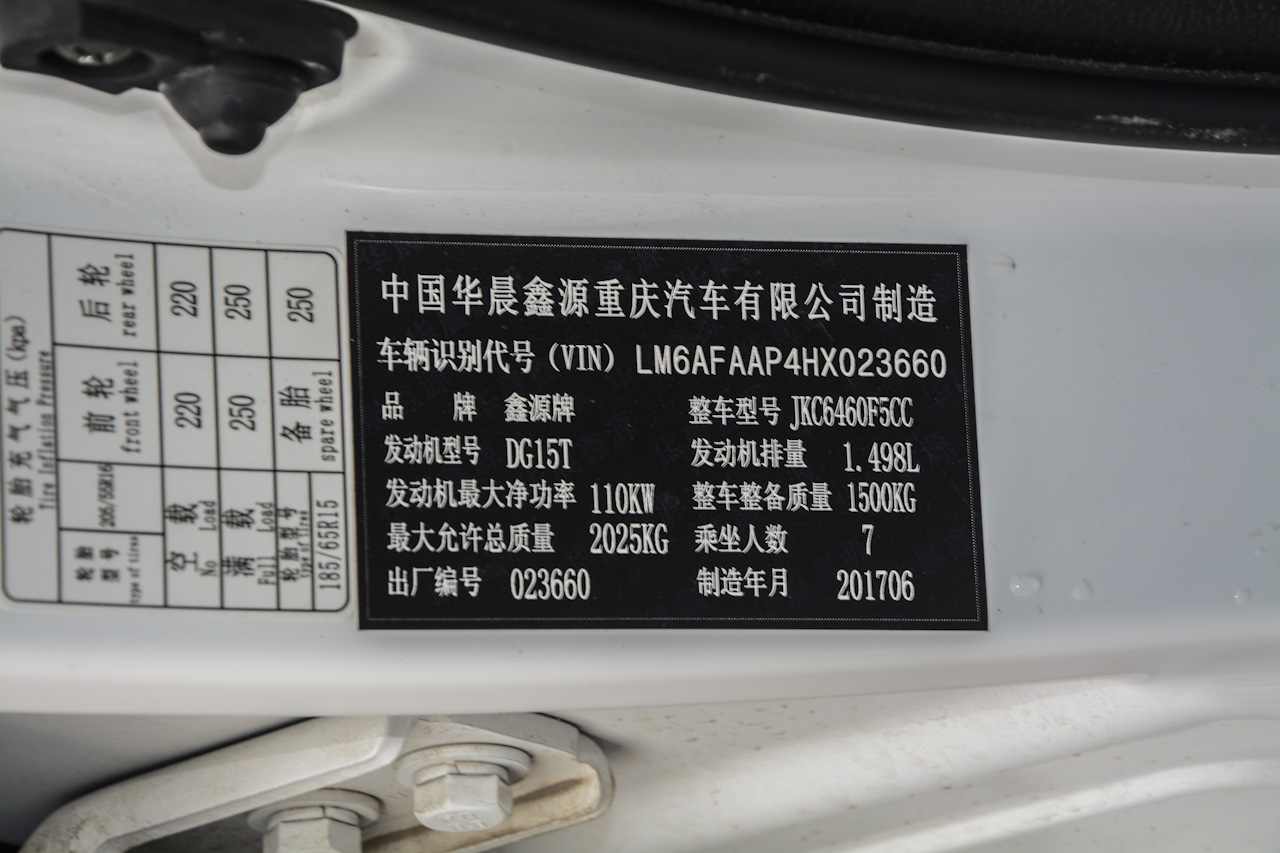 中国华晨鑫源重庆汽车有限公司制造
车辆识别代号（VIN） LM6AFAAP4HX023660
品 牌 鑫源牌 整车型号 JKC6460F5CC
发动机型号 DG15T 发动机排量 1.498L
发动机最大净功率 110KW 整车整备质量 1500KG
最大允许总质量 2025KG 乘坐人数 7
出厂编号 023660 制造年月 201706
轮胎充气气压(kpa)
Tire Inflation Pressure
轮胎型号 type of tires 205/55R16 前轮 front wheel 后轮 rear wheel
空载 No Load 220 220
满载 Full Load 250 250
轮胎型号 type of tires 185/65R15 备胎 spare wheel 250